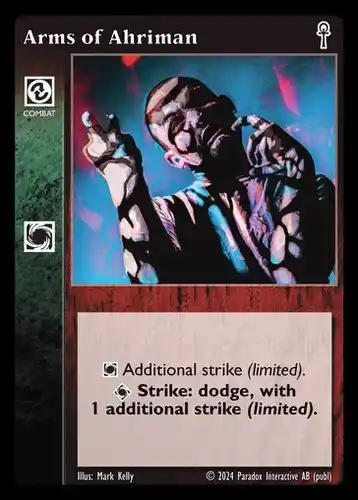 Arms of Ahriman
COMBAT
Additional strike (limited).
Strike: dodge, with
1 additional strike (limited).
Illus: Mark Kelly © 2024 Paradox Interactive AB (publ)